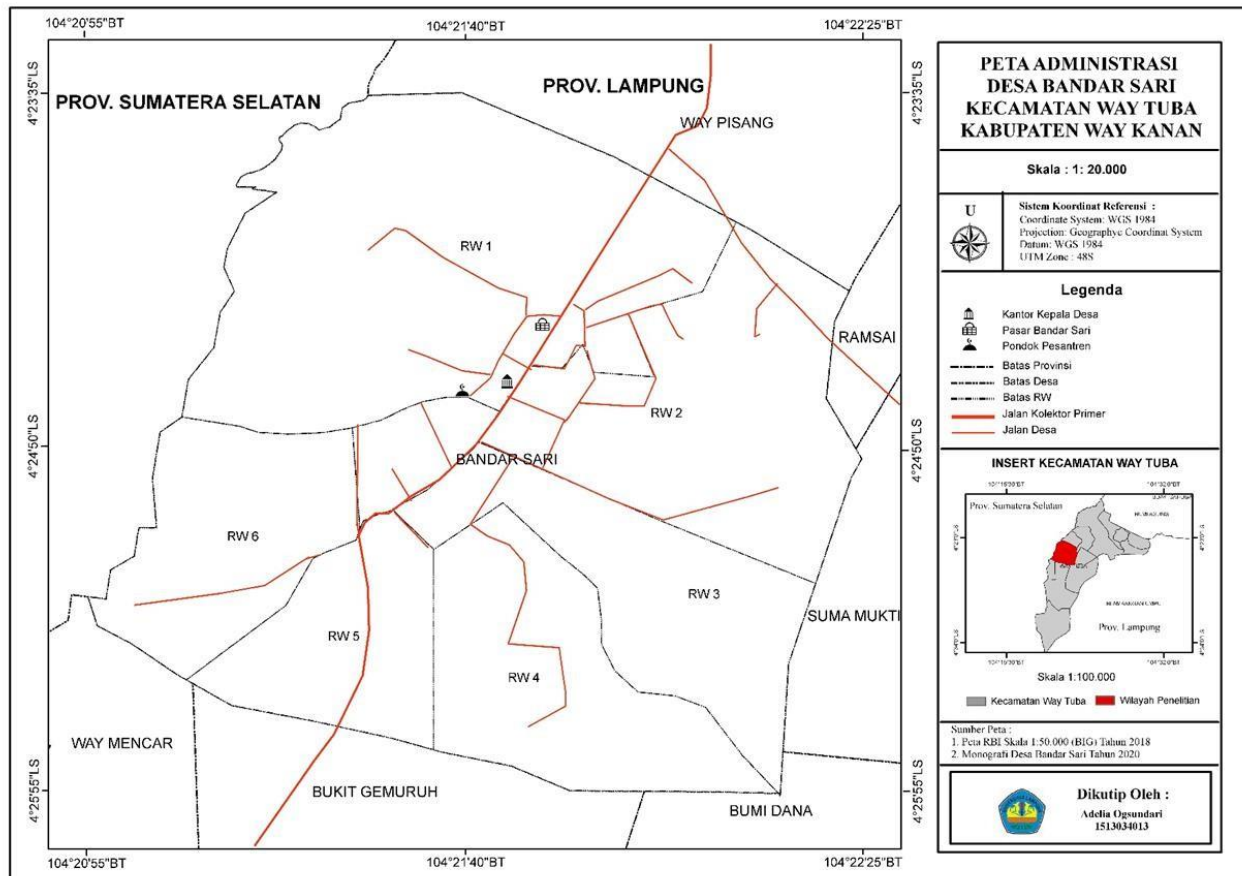 104°20'55"BT
104°21'40"BT
104°22'25"BT
4°23'35"LS
4°23'35"LS
PROV. SUMATERA SELATAN
PROV. LAMPUNG
WAY PISANG
RW 1
RAMSAI
RW 2
4°24'50"LS
4°24'50"LS
BANDAR SARI
RW 6
RW 3
SUMA MUKTI
RW 5
RW 4
WAY MENCAR
BUKIT GEMURUH
BUMI DANA
4°25'55"LS
4°25'55"LS
104°20'55"BT
104°21'40"BT
104°22'25"BT
PETA ADMINISTRASI
DESA BANDAR SARI
KECAMATAN WAY TUBA
KABUPATEN WAY KANAN
Skala : 1: 20.000
U
Sistem Koordinat Referensi :
Coordinate System: WGS 1984
Projection: Geographyc Coordinat System
Datum: WGS 1984
UTM Zone : 48S
Legenda
Kantor Kepala Desa
Pasar Bandar Sari
Pondok Pesantren
Batas Provinsi
Batas Desa
Batas RW
Jalan Kolektor Primer
Jalan Desa
INSERT KECAMATAN WAY TUBA
Prov. Sumatera Selatan
Prov. Lampung
Skala 1:100.000
Kecamatan Way Tuba
Wilayah Penelitian
Sumber Peta :
1. Peta RBI Skala 1:50.000 (BIG) Tahun 2018
2. Monografi Desa Bandar Sari Tahun 2020
Dikutip Oleh :
Adelia Ogsundari
1513034013